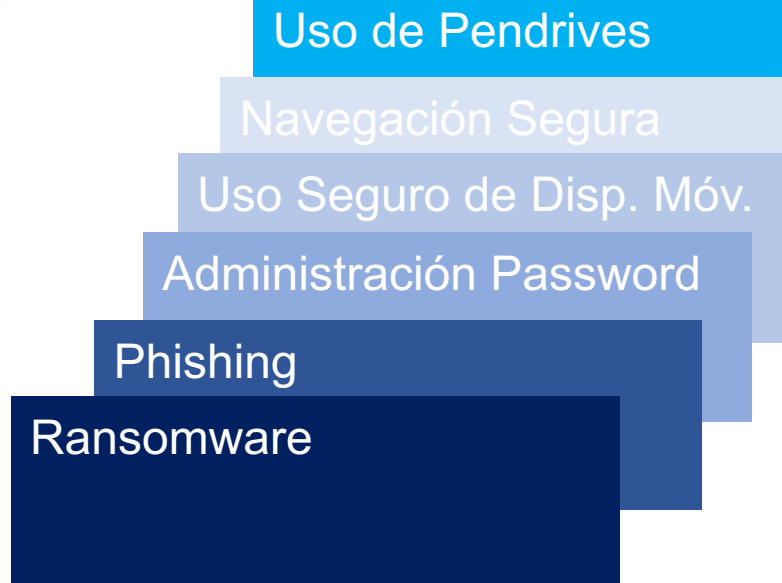 Uso de Pendrives
Navegación Segura
Uso Seguro de Disp. Móv.
Administración Password
Phishing
Ransomware